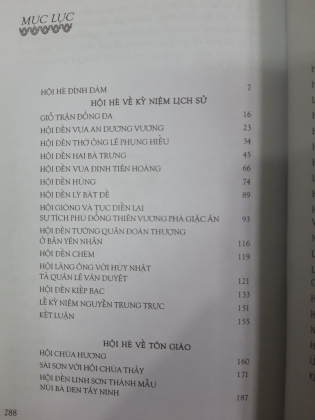 MỤC LỤC
HỘI HÈ ĐÌNH ĐÁM 7
HỘI HÈ VỀ KỶ NIỆM LỊCH SỬ
GIỖ TRẬN ĐỐNG ĐA 16
HỘI ĐỀN VUA AN DƯƠNG VƯƠNG 23
HỘI ĐỀN THỜ ÔNG LÊ PHỤNG HIỂU 34
HỘI ĐỀN HAI BÀ TRƯNG 45
HỘI ĐỀN VUA ĐINH TIÊN HOÀNG 66
HỘI ĐỀN HÙNG 74
HỘI ĐỀN LÝ BÁT ĐẾ 89
HỘI GIÓNG VÀ TỤC DIỄN LẠI
SỰ TÍCH PHÙ ĐỔNG THIÊN VƯƠNG PHÁ GIẶC ÂN 93
HỘI ĐỀN TƯỚNG QUÂN ĐOÀN THƯỢNG
Ở BẦN YÊN NHÂN 116
HỘI ĐỀN CHÈM 119
HỘI LĂNG ÔNG VỚI HÚY NHẬT
TẢ QUÂN LÊ VĂN DUYỆT 121
HỘI ĐỀN KIẾP BẠC 133
LỄ KỶ NIỆM NGUYỄN TRUNG TRỰC 151
KẾT LUẬN 155
HỘI HÈ VỀ TÔN GIÁO
HỘI CHÙA HƯƠNG 160
SÀI SƠN VỚI HỘI CHÙA THẦY 171
HỘI ĐỀN LINH SƠN THÁNH MẪU
NÚI BÀ ĐEN TÂY NINH 187
288